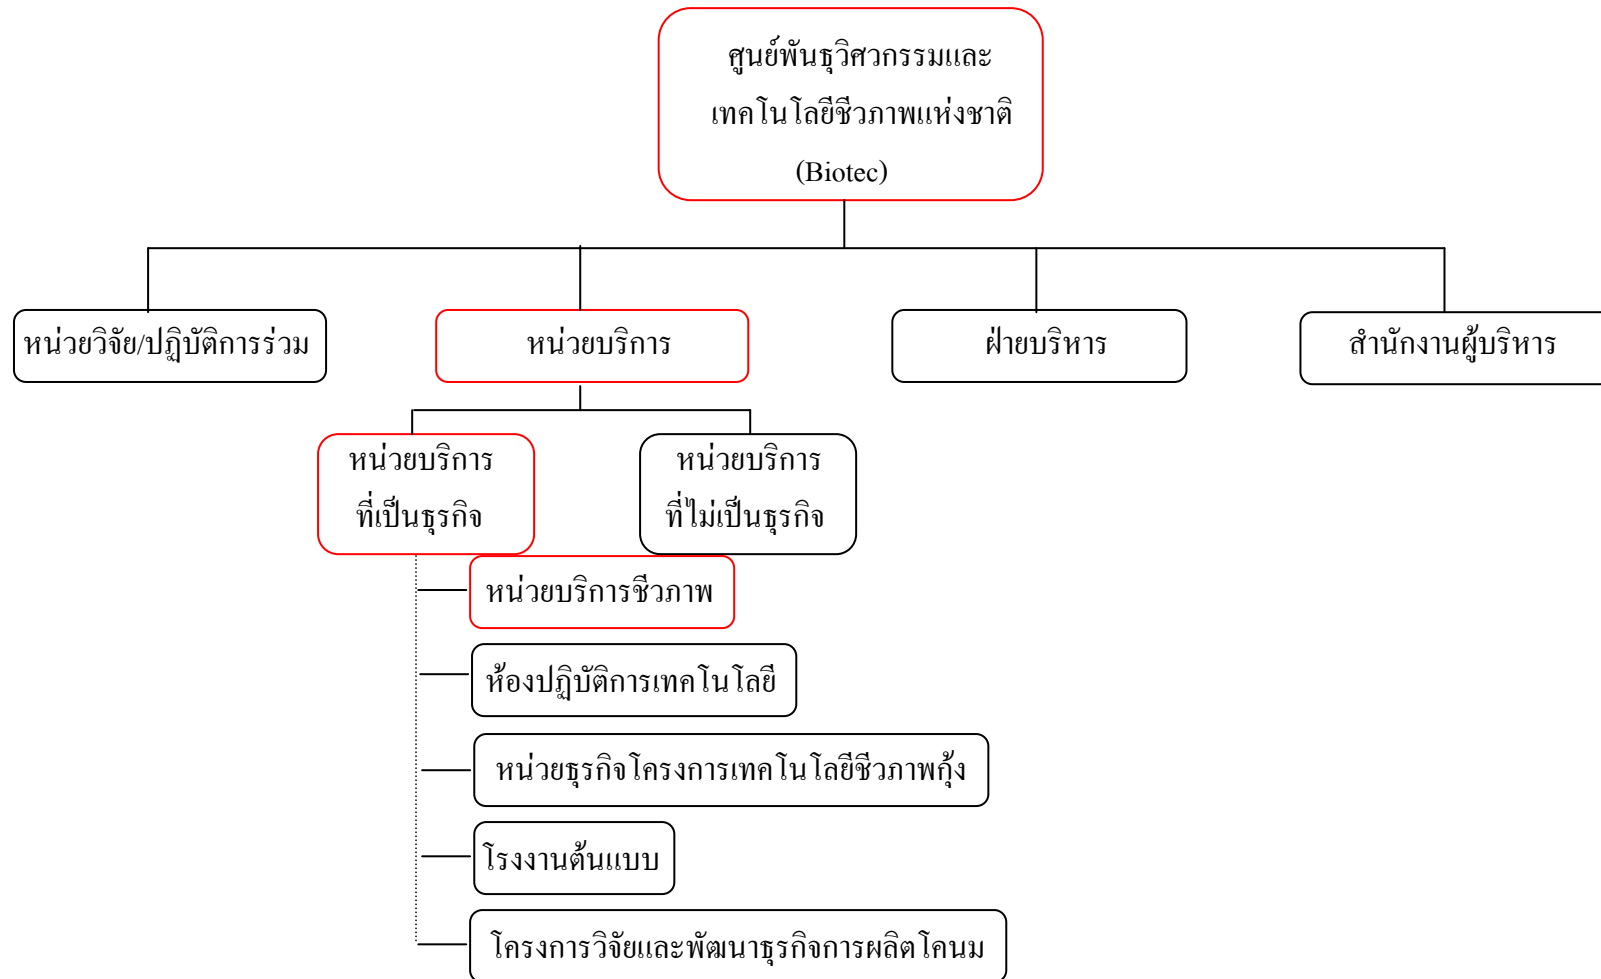 ศูนย์พันธุวิศวกรรมและ
เทคโนโลยีชีวภาพแห่งชาติ
(Biotec)
หน่วยวิจัย/ปฏิบัติการร่วม
หน่วยบริการ
ฝ่ายบริหาร
สำนักงานผู้บริหาร
หน่วยบริการ
ที่เป็นธุรกิจ
หน่วยบริการ
ที่ไม่เป็นธุรกิจ
หน่วยบริการชีวภาพ
ห้องปฏิบัติการเทคโนโลยี
หน่วยธุรกิจโครงการเทคโนโลยีชีวภาพกุ้ง
โรงงานต้นแบบ
โครงการวิจัยและพัฒนาธุรกิจการผลิตโคนม